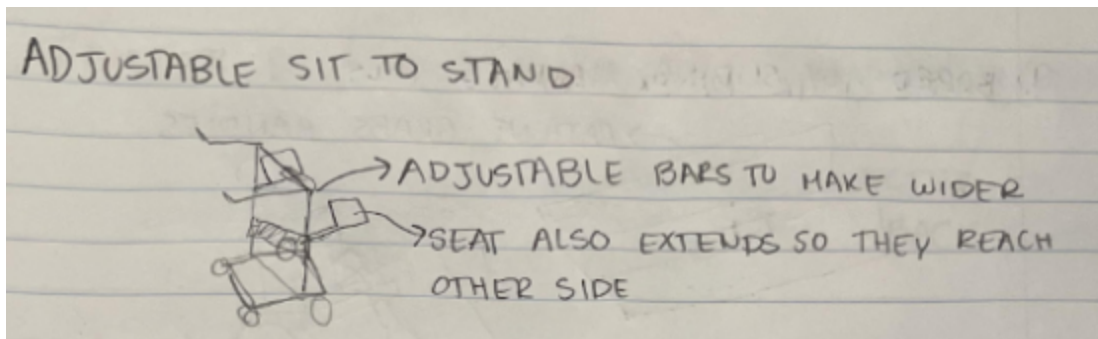 ADJUSTABLE SIT TO STAND
ADJUSTABLE BARS TO MAKE WIDER
SEAT ALSO EXTENDS SO THEY REACH
OTHER SIDE